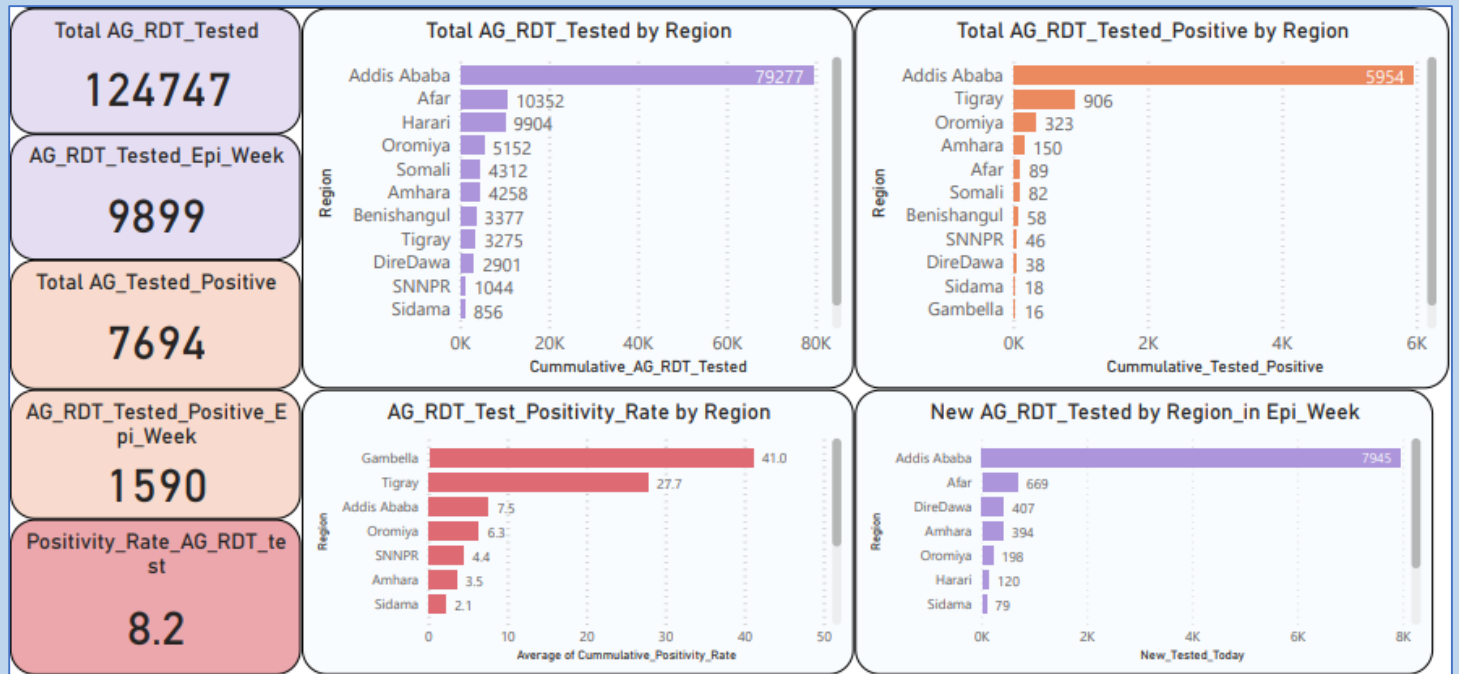 Total AG_RDT_Tested
124747
AG_RDT_Tested_Epi_Week
9899
Total AG_Tested_Positive
7694
AG_RDT_Tested_Positive_E
pi_Week
1590
Positivity_Rate_AG_RDT_te
st
8.2
Total AG_RDT_Tested by Region
Region
Addis Ababa 79277
Afar 10352
Harari 9904
Oromiya 5152
Somali 4312
Amhara 4258
Benishangul 3377
Tigray 3275
DireDawa 2901
SNNPR 1044
Sidama 856
0K 20K 40K 60K 80K
Cummulative_AG_RDT_Tested
Total AG_RDT_Tested_Positive by Region
Region
Addis Ababa 5954
Tigray 906
Oromiya 323
Amhara 150
Afar 89
Somali 82
Benishangul 58
SNNPR 46
DireDawa 38
Sidama 18
Gambella 16
0K 2K 4K 6K
Cummulative_Tested_Positive
AG_RDT_Test_Positivity_Rate by Region
Region
Gambella 41.0
Tigray 27.7
Addis Ababa 7.5
Oromiya 6.3
SNNPR 4.4
Amhara 3.5
Sidama 2.1
0 10 20 30 40 50
Average of Cummulative_Positivity_Rate
New AG_RDT_Tested by Region_in Epi_Week
Region
Addis Ababa 7945
Afar 669
DireDawa 407
Amhara 394
Oromiya 198
Harari 120
Sidama 79
0K 2K 4K 6K 8K
New_Tested_Today